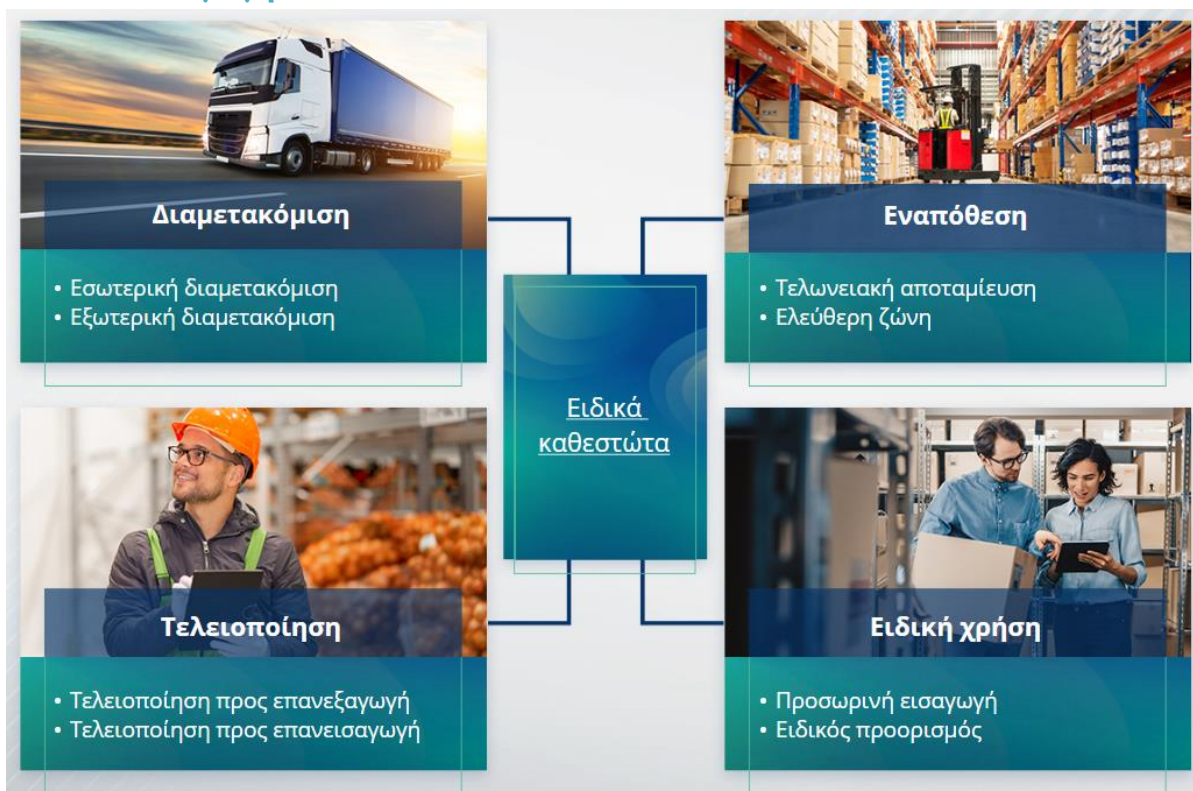 Διαμετακόμιση
• Εσωτερική διαμετακόμιση
• Εξωτερική διαμετακόμιση
Εναπόθεση
• Τελωνειακή αποταμίευση
• Ελεύθερη ζώνη
Ειδικά
καθεστώτα
Τελειοποίηση
• Τελειοποίηση προς επανεξαγωγή
• Τελειοποίηση προς επανεισαγωγή
Ειδική χρήση
• Προσωρινή εισαγωγή
• Ειδικός προορισμός